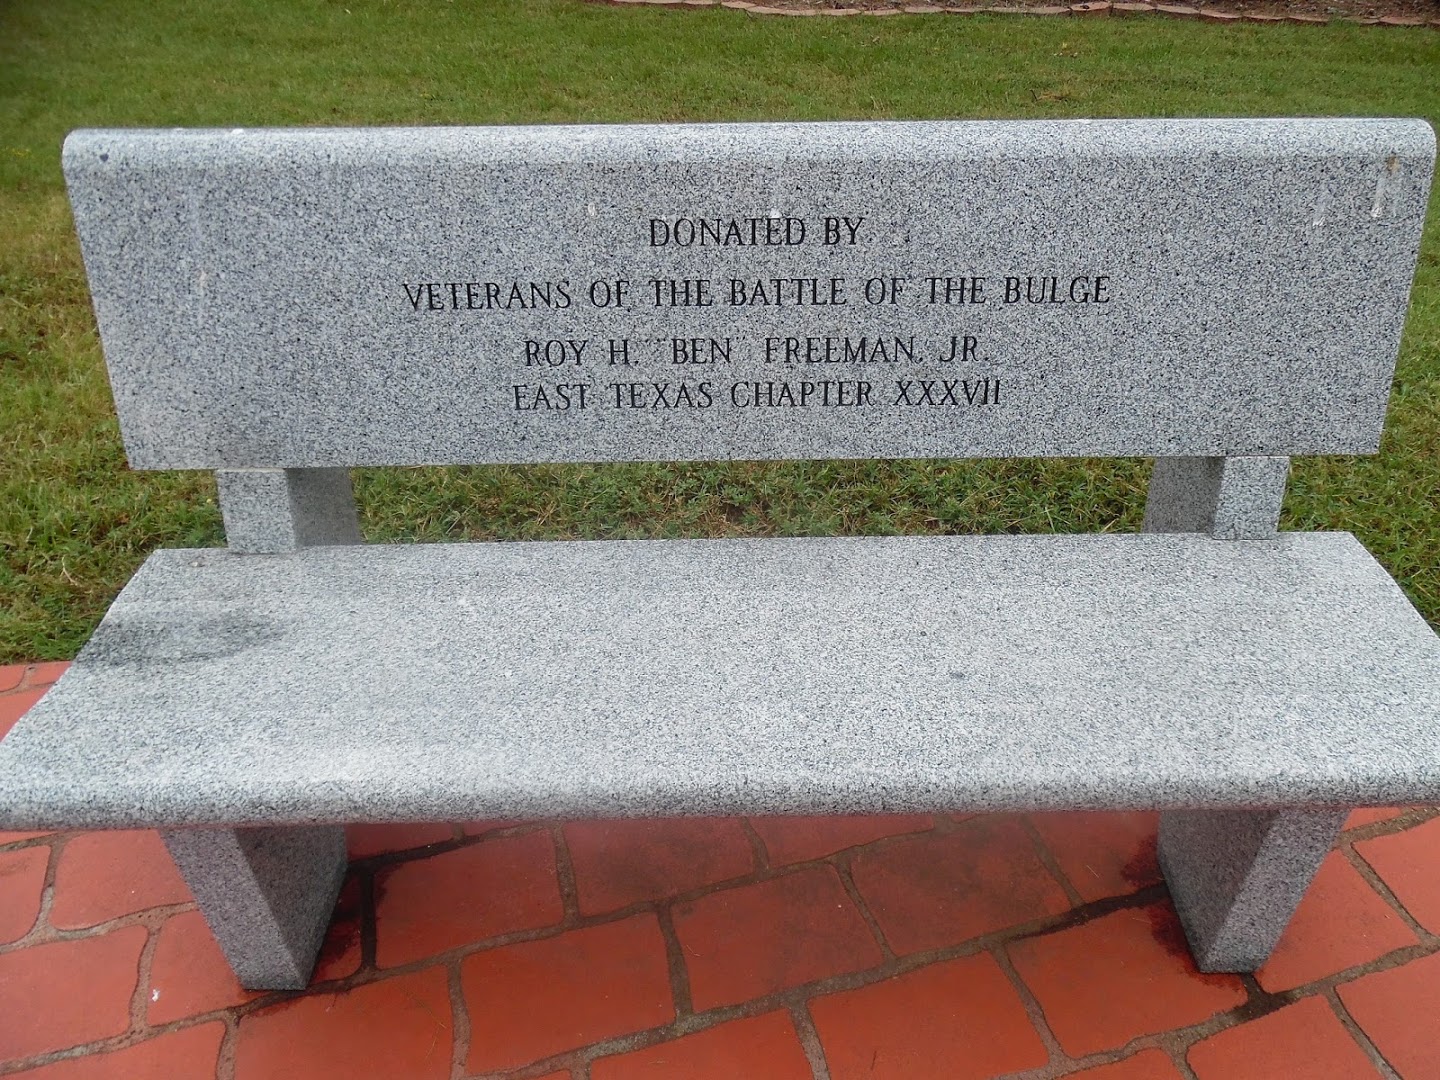 DONATED BY
VETERANS OF THE BATTLE OF THE BULGE
ROY H. "BEN" FREEMAN, JR.
EAST TEXAS CHAPTER XXXVII